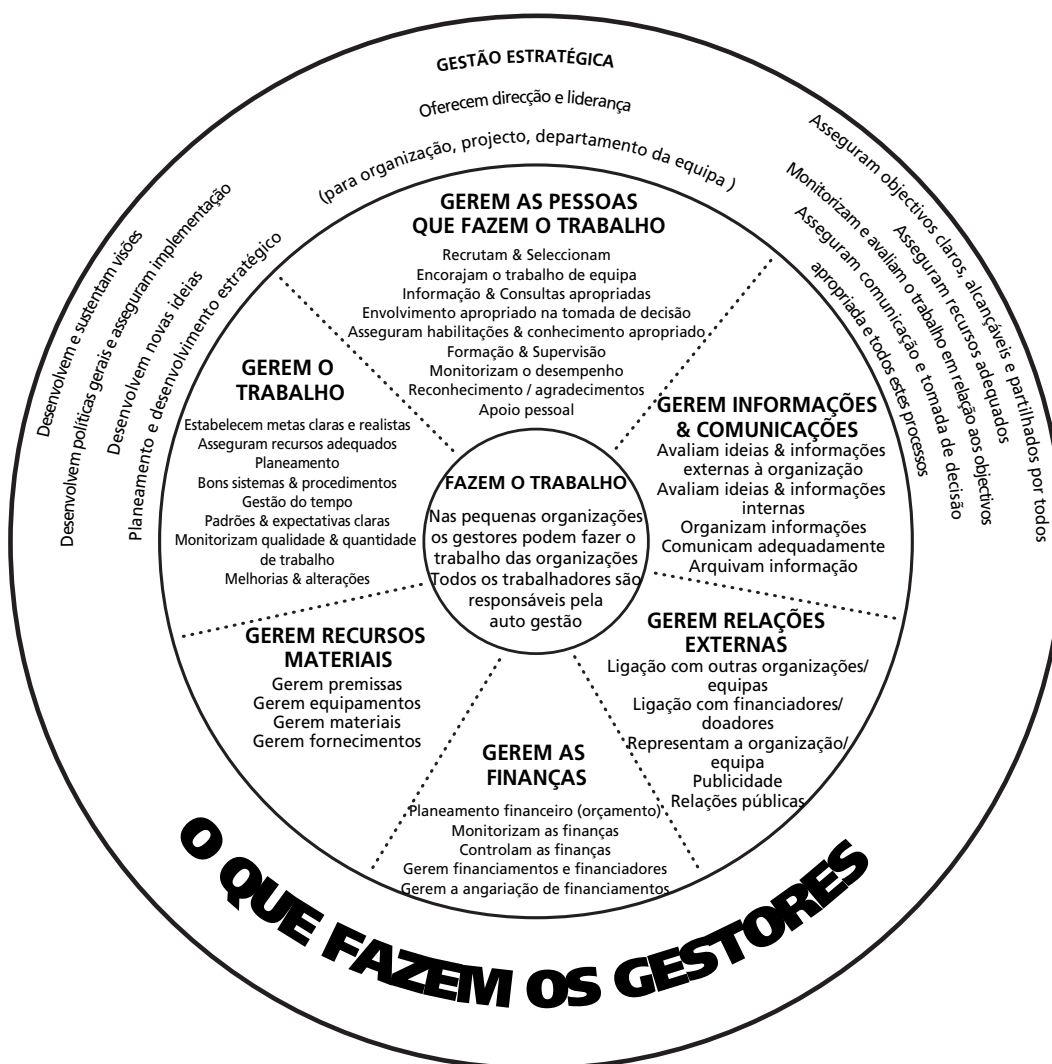 GESTÃO ESTRATÉGICA
Oferecem direcção e liderança
(para organização, projecto, departamento da equipa )
Desenvolvem e sustentam visões
Desenvolvem políticas gerais e asseguram implementação
Desenvolvem novas ideias
Planeamento e desenvolvimento estratégico
Asseguram objectivos claros, alcançáveis e partilhados por todos
Asseguram recursos adequados
Monitorizam e avaliam o trabalho em relação aos objectivos
Asseguram comunicação e tomada de decisão
apropriada e todos estes processos
GEREM AS PESSOAS
QUE FAZEM O TRABALHO
Recrutam & Seleccionam
Encorajam o trabalho de equipa
Informação & Consultas apropriadas
Envolvimento apropriado na tomada de decisão
Asseguram habilitações & conhecimento apropriado
Formação & Supervisão
Monitorizam o desempenho
Reconhecimento / agradecimentos
Apoio pessoal
GEREM O
TRABALHO
Estabelecem metas claras e realistas
Asseguram recursos adequados
Planeamento
Bons sistemas & procedimentos
Gestão do tempo
Padrões & expectativas claras
Monitorizam qualidade & quantidade
de trabalho
Melhorias & alterações
FAZEM O TRABALHO
Nas pequenas organizações
os gestores podem fazer o
trabalho das organizações
Todos os trabalhadores são
responsáveis pela
auto gestão
GEREM INFORMAÇÕES
& COMUNICAÇÕES
Avaliam ideias & informações
externas à organização
Avaliam ideias & informações
internas
Organizam informações
Comunicam adequadamente
Arquivam informação
GEREM RECURSOS
MATERIAIS
Gerem premissas
Gerem equipamentos
Gerem materiais
Gerem fornecimentos
GEREM AS
FINANÇAS
Planeamento financeiro (orçamento)
Monitorizam as finanças
Controlam as finanças
Gerem financiamentos e financiadores
Gerem a angariação de financiamentos
GEREM RELAÇÕES
EXTERNAS
Ligação com outras organizações/
equipas
Ligação com financiadores/
doadores
Representam a organização/
equipa
Publicidade
Relações públicas
O QUE FAZEM OS GESTORES